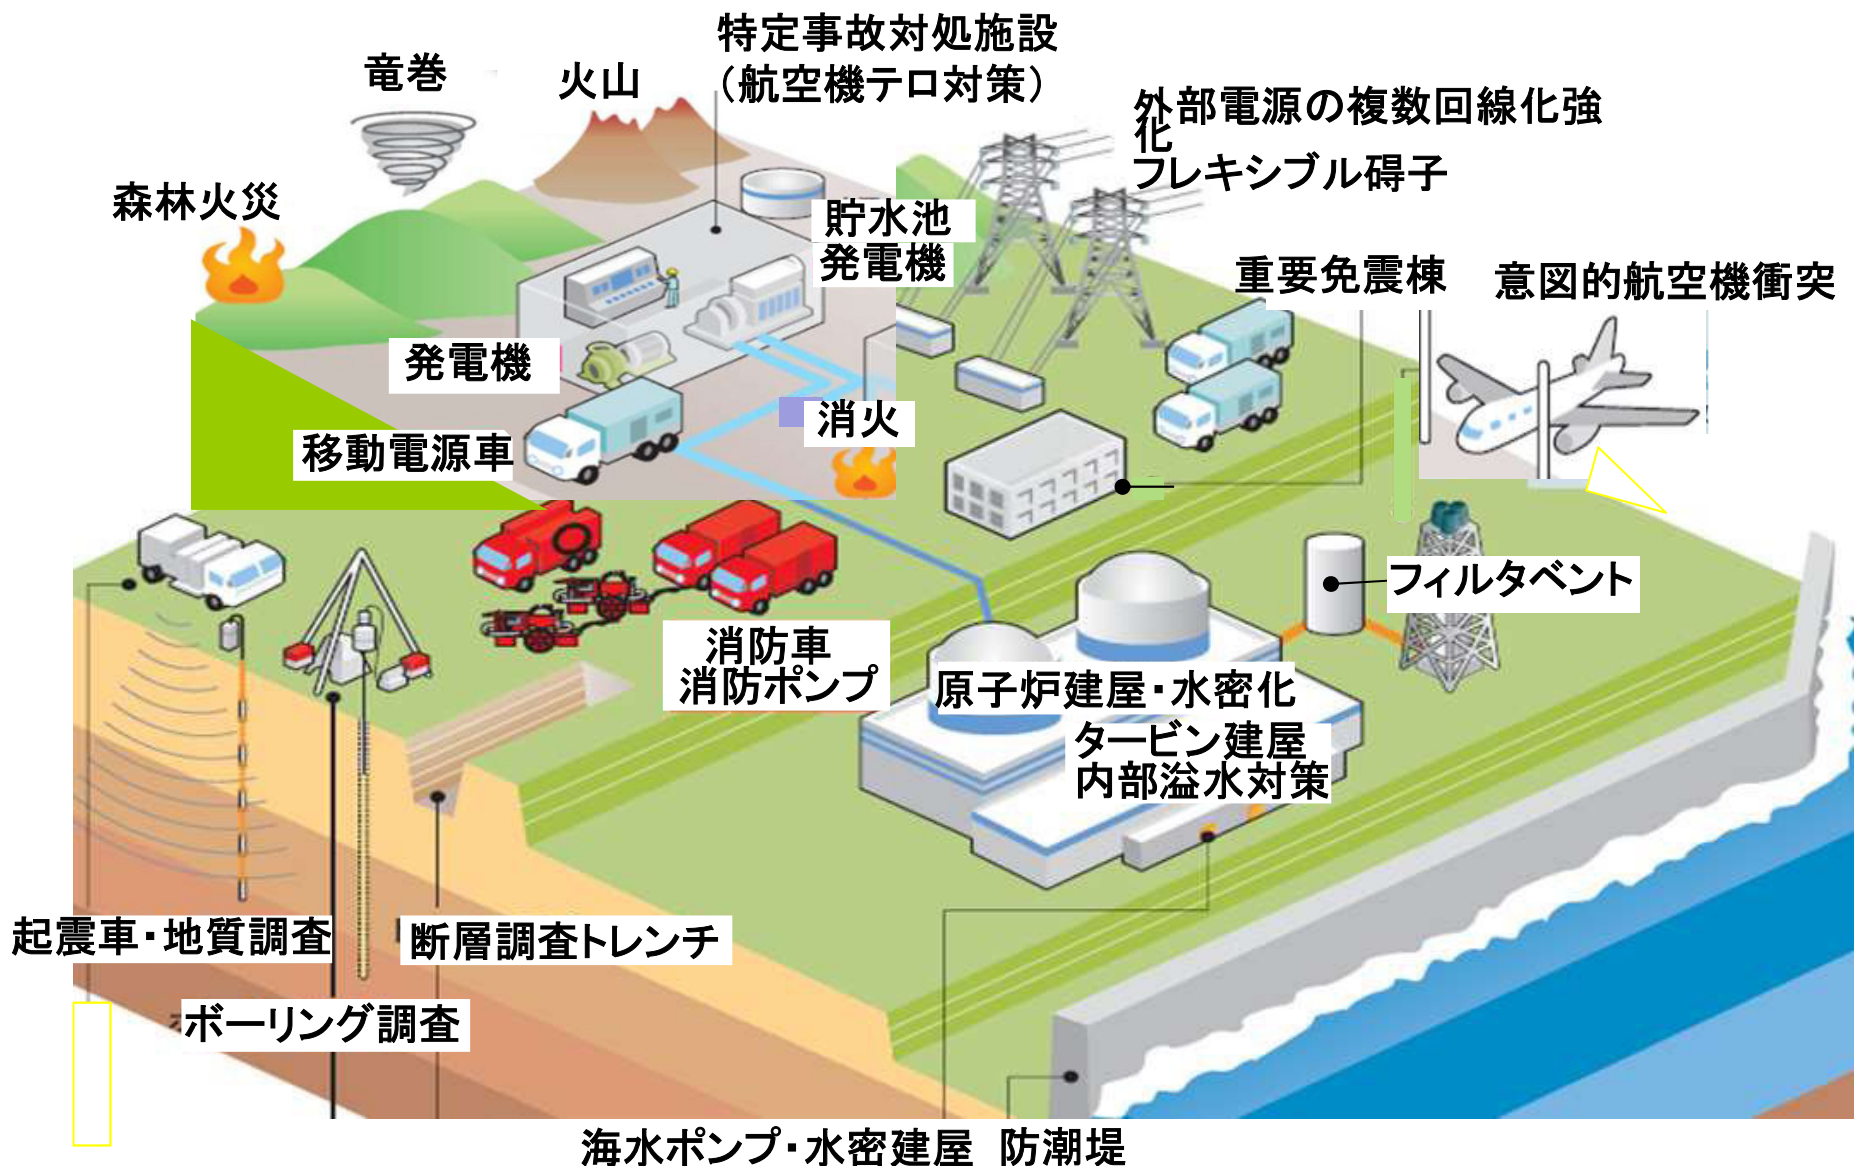 特定事故対処施設
（航空機テロ対策）
竜巻
火山
外部電源の複数回線化強
化
フレキシブル碍子
森林火災
貯水池
発電機
重要免震棟
意図的航空機衝突
発電機
消火
移動電源車
フィルタベント
消防車
消防ポンプ
原子炉建屋・水密化
タービン建屋
内部溢水対策
起震車・地質調査
断層調査トレンチ
ボーリング調査
海水ポンプ・水密建屋 防潮堤